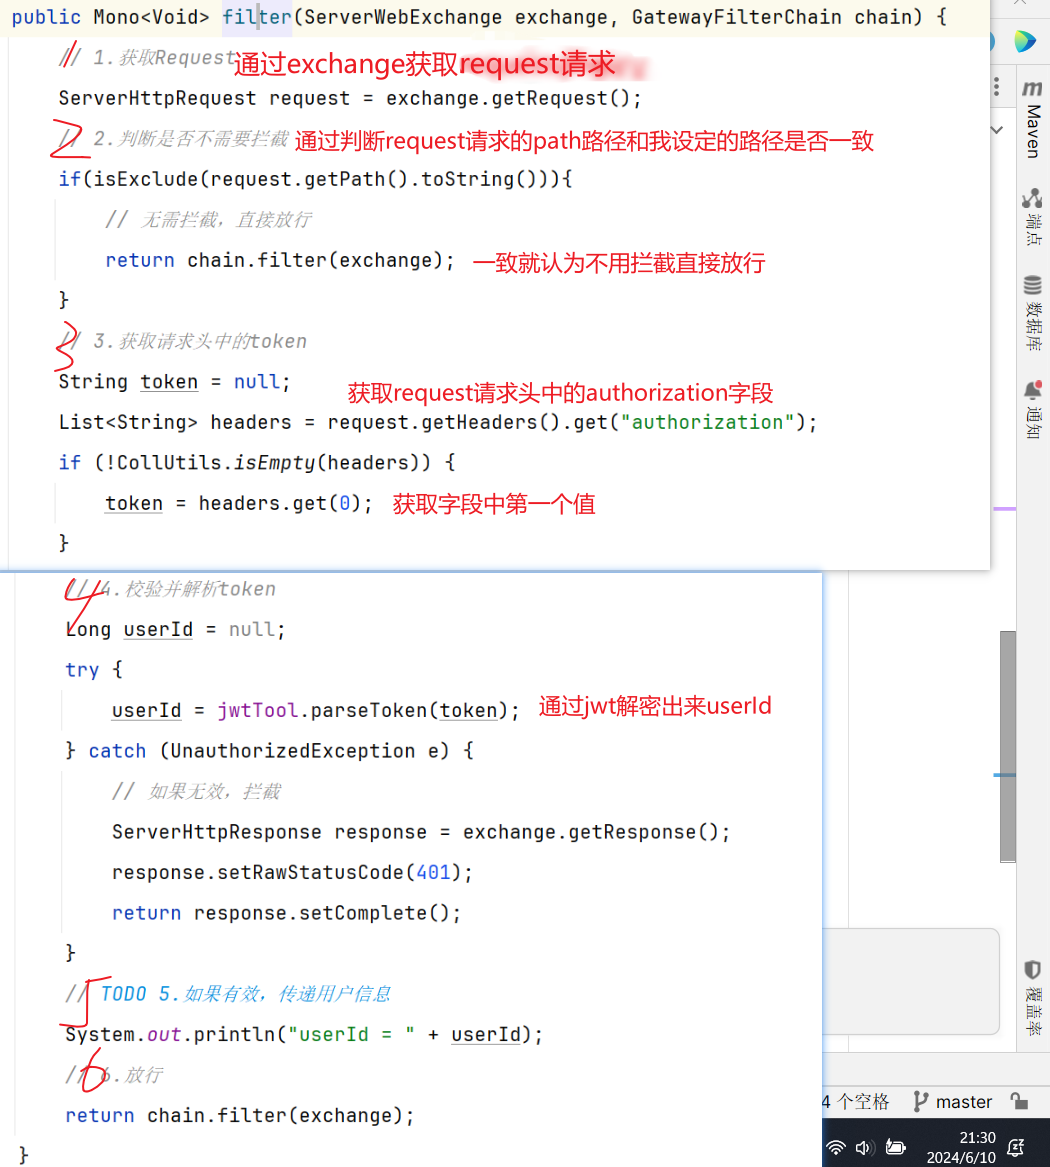 public Mono<Void> filter(ServerWebExchange exchange, GatewayFilterChain chain) {
// 1.获取Request 通过exchange获取request请求
ServerHttpRequest request = exchange.getRequest();
2 // 2.判断是否不需要拦截 通过判断request请求的path路径和我设定的路径是否一致
if(isExclude(request.getPath().toString())){
// 无需拦截，直接放行
return chain.filter(exchange); 一致就认为不用拦截直接放行
}
3 // 3.获取请求头中的token
String token = null;
获取request请求头中的authorization字段
List<String> headers = request.getHeaders().get("authorization");
if (!CollUtils.isEmpty(headers)) {
token = headers.get(0); 获取字段中第一个值
}
4 // 4.校验并解析token
Long userId = null;
try {
userId = jwtTool.parseToken(token); 通过jwt解密出来userId
} catch (UnauthorizedException e) {
// 如果无效，拦截
ServerHttpResponse response = exchange.getResponse();
response.setRawStatusCode(401);
return response.setComplete();
}
5 // TODO 5.如果有效，传递用户信息
System.out.println("userId = " + userId);
6 // 6.放行
return chain.filter(exchange);
}
m
Maven
端点
数据库
通知
覆盖率
4 个空格 master
21:30
2024/6/10